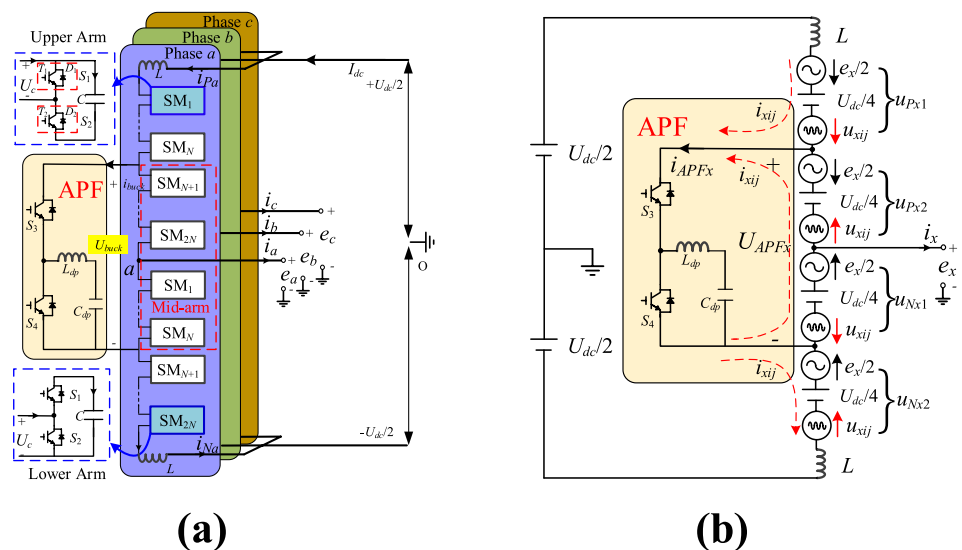 Phase c
Phase b
Phase a
Upper Arm
L
i_Pa
I_dc
+U_dc/2
S_1
S_2
C
U_c
+
-
SM_1
SM_N
SM_N+1
SM_2N
SM_1
SM_N
SM_N+1
SM_2N
Mid-arm
APF
+ i_buck
S_3
U_buck
a
L_dp
S_4
C_dp
-
i_c
+
i_b
+ e_c
i_a
+ e_b
e_a
-
O
S_1
C
+
U_c
S_2
-
Lower Arm
i_Na
L
-U_dc/2
(a)
L
e_x/2
U_dc/4
u_Px1
u_xij
i_xij
APF
i_APFx
+
i_xij
S_3
U_dc/2
e_x/2
U_dc/4
u_Px2
u_xij
U_APFx
L_dp
i_x
+
e_x
-
S_4
C_dp
e_x/2
U_dc/4
u_Nx1
u_xij
U_dc/2
-
i_xij
e_x/2
U_dc/4
u_Nx2
u_xij
L
(b)